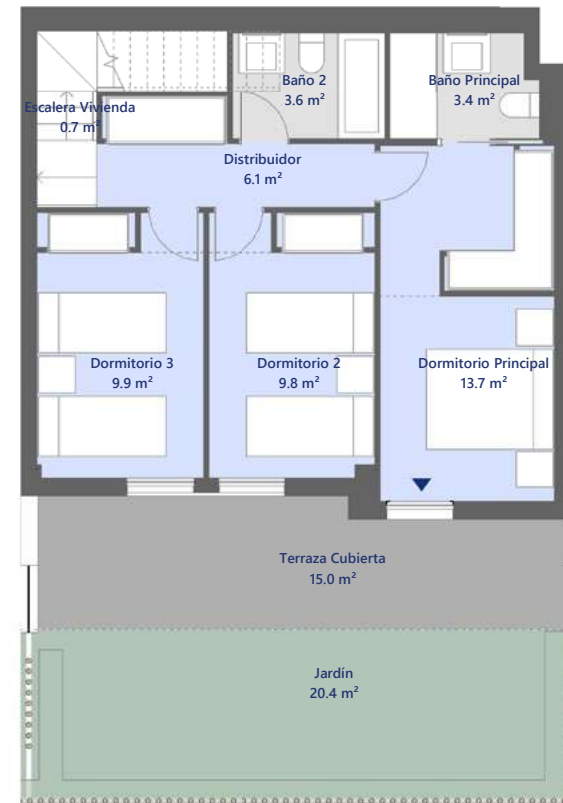 Baño 2
3.6 m²
Baño Principal
3.4 m²
Escalera Vivienda
0.7 m²
Distribuidor
6.1 m²
Dormitorio 3
9.9 m²
Dormitorio 2
9.8 m²
Dormitorio Principal
13.7 m²
Terraza Cubierta
15.0 m²
Jardín
20.4 m²